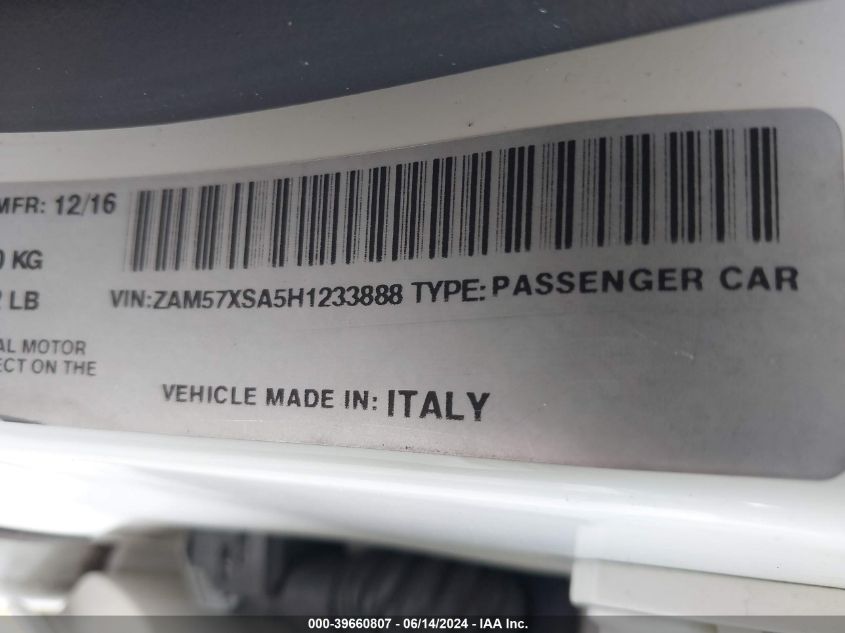 MFR: 12/16
0 KG
LB
VIN:ZAM57XSA5H1233888 TYPE: PASSENGER CAR
AL MOTOR
ECT ON THE
VEHICLE MADE IN: ITALY
000-39660807 - 06/14/2024 - IAA Inc.